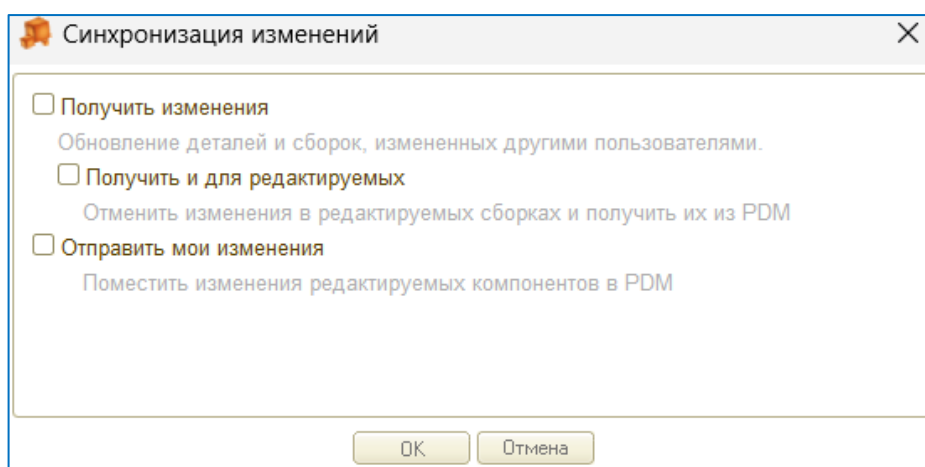 Синхронизация изменений
Получить изменения
Обновление деталей и сборок, измененных другими пользователями.
Получить и для редактируемых
Отменить изменения в редактируемых сборках и получить их из PDM
Отправить мои изменения
Поместить изменения редактируемых компонентов в PDM
OK Отмена